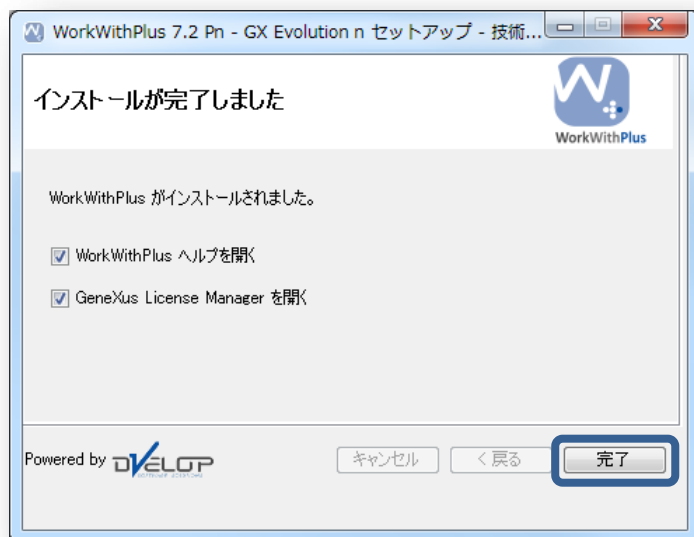 WorkWithPlus 7.2 Pn - GX Evolution n セットアップ - 技術...
インストールが完了しました
WorkWithPlus
WorkWithPlus がインストールされました。
WorkWithPlus ヘルプを開く
GeneXus License Manager を開く
Powered by DVELOP
SOFTWARE SOLUTIONS
キャンセル
< 戻る
完了